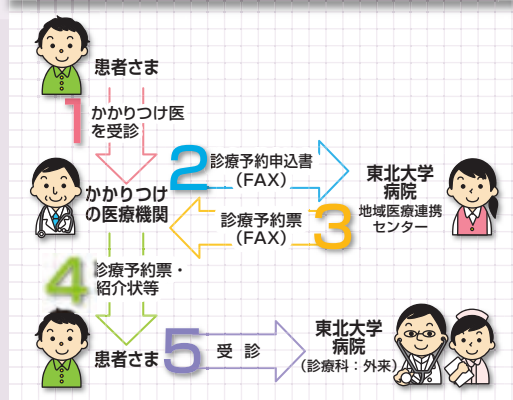 患者さま
1
かかりつけ医
を受診
かかりつけ
の医療機関
2
診療予約申込書
(FAX)
東北大学
病院
地域医療連携
センター
診療予約票
(FAX)
3
4
診療予約票・
紹介状等
患者さま
5
受 診
東北大学
病院
(診療科:外来)